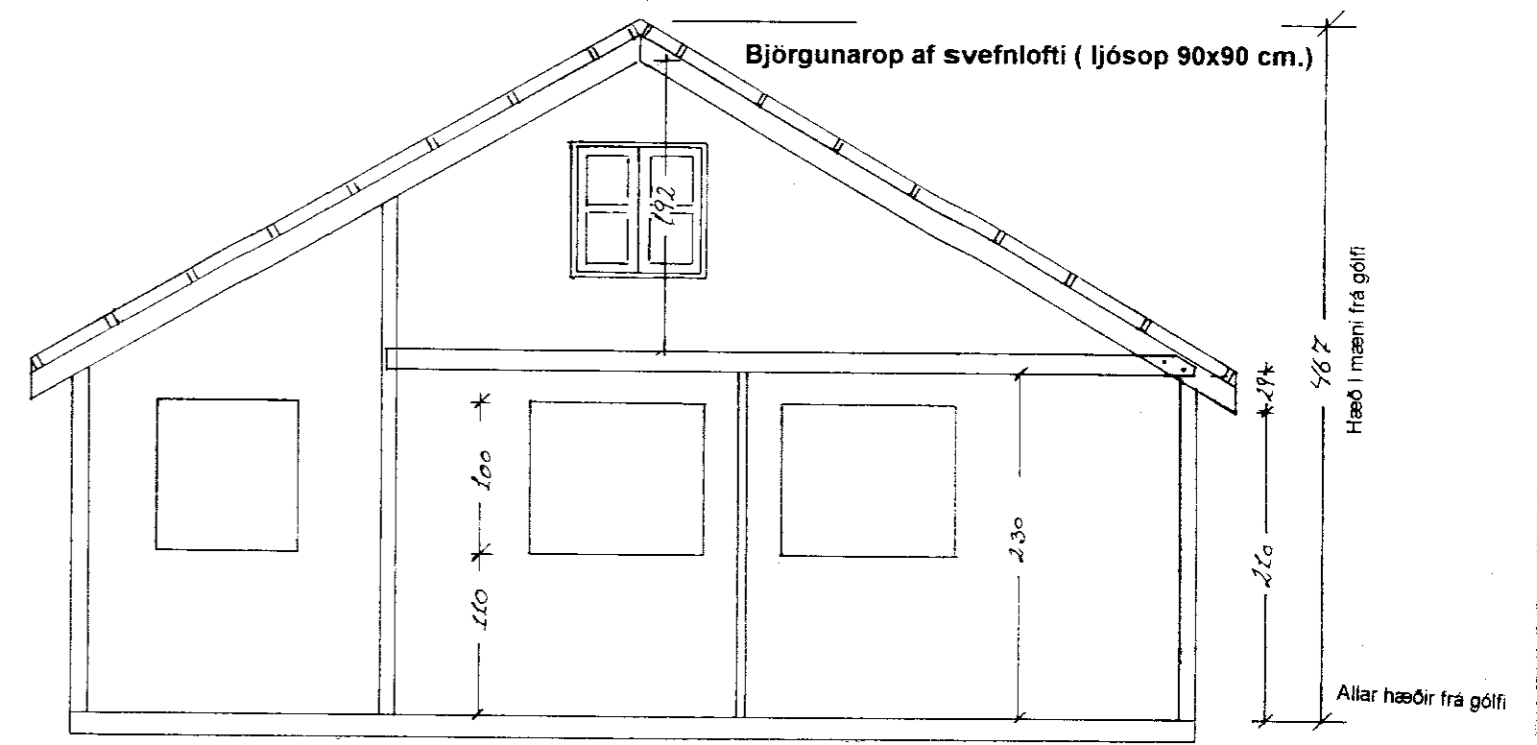 Björgunarop af svefnlofti ( ljósop 90x90 cm.)
192
100
110
230
29
210
467
Hæð í mæni frá gólfi
Allar hæðir frá gólfi